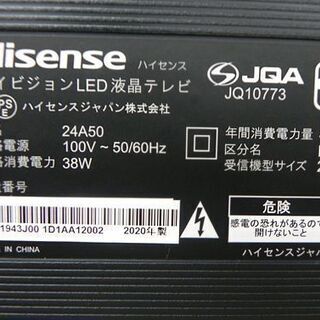 Hisense ハイセンス
イビジョンLED液晶テレビ
JQA
JQ10773
PS
E
ハイセンスジャパン株式会社
24A50
格電源 100V~50/60Hz
格消費電力 38W
年間消費電力量
区分名
受信機型サイズ
1943J00 1D1AA12002
2020年製
IN CHINA
危険
感電の恐れがあるので
開けないこと
ハイセンスジャパ